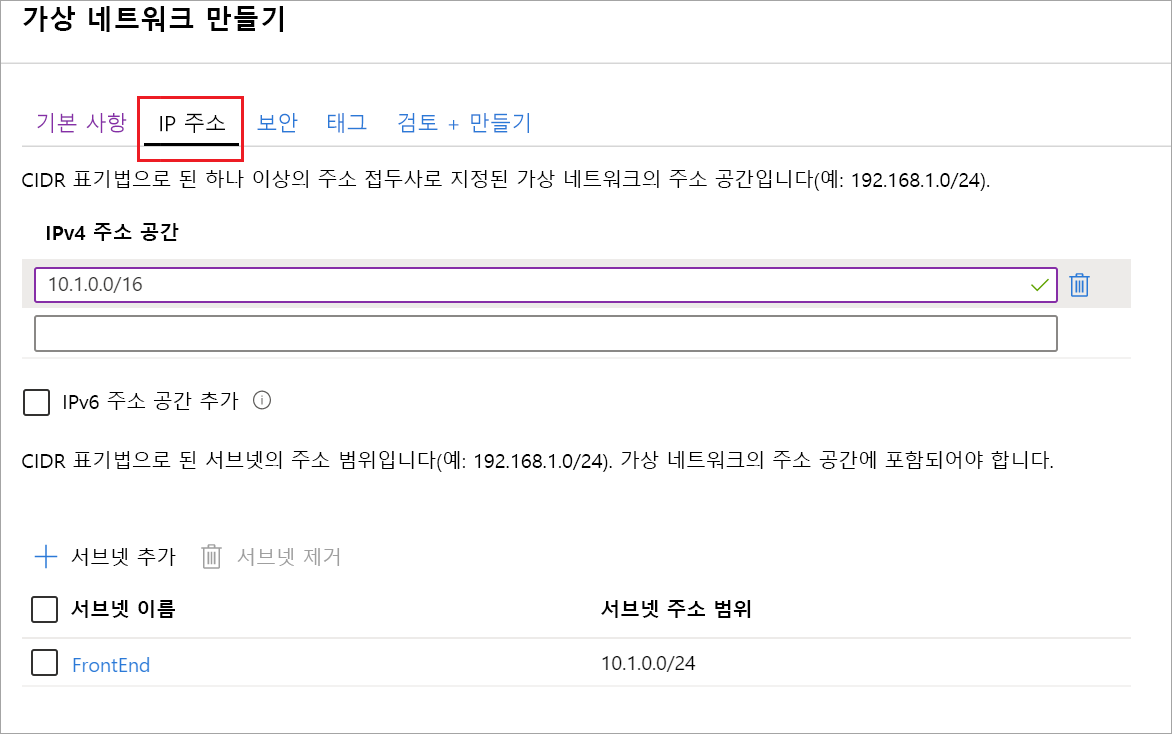 가상 네트워크 만들기
기본 사항 IP 주소 보안 태그 검토 + 만들기
CIDR 표기법으로 된 하나 이상의 주소 접두사로 지정된 가상 네트워크의 주소 공간입니다(예: 192.168.1.0/24).
IPv4 주소 공간
10.1.0.0/16
IPv6 주소 공간 추가
CIDR 표기법으로 된 서브넷의 주소 범위입니다(예: 192.168.1.0/24). 가상 네트워크의 주소 공간에 포함되어야 합니다.
서브넷 추가 서브넷 제거
서브넷 이름 서브넷 주소 범위
FrontEnd 10.1.0.0/24